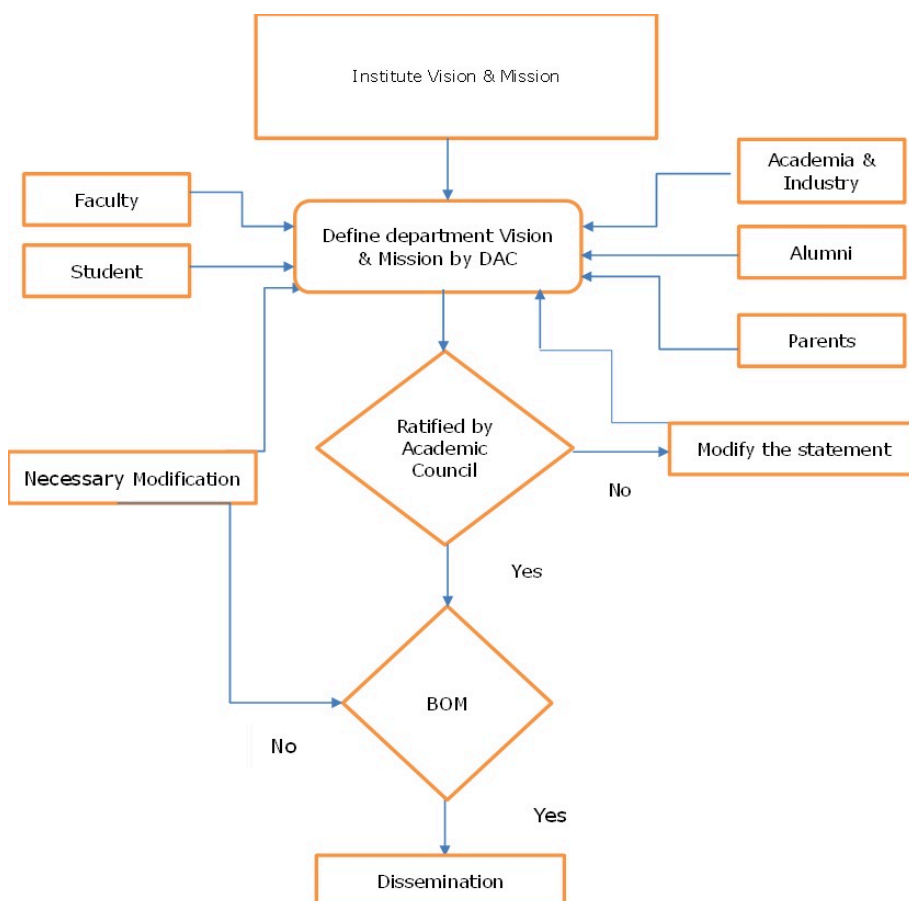 Institute Vision & Mission
Academia &
Industry
Faculty
Define department Vision
& Mission by DAC
Student
Alumni
Parents
Ratified by
Academic
Council
Modify the statement
Necessary Modification
No
Yes
BOM
No
Yes
Dissemination